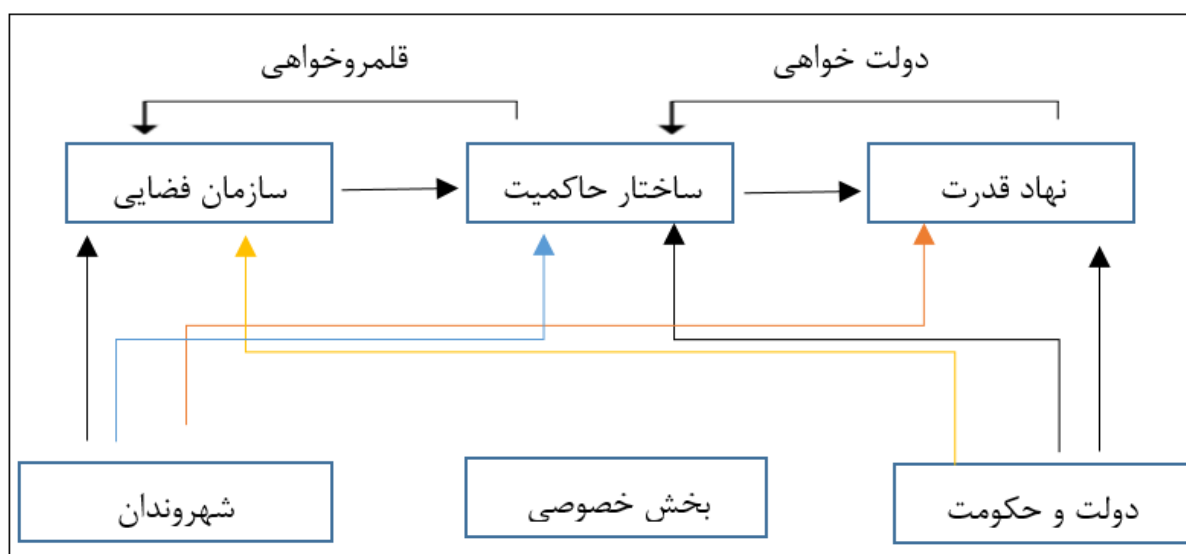 دولت خواهی
قلمروخواهی
نهاد قدرت
ساختار حاکمیت
سازمان فضایی
دولت و حکومت
بخش خصوصی
شهروندان